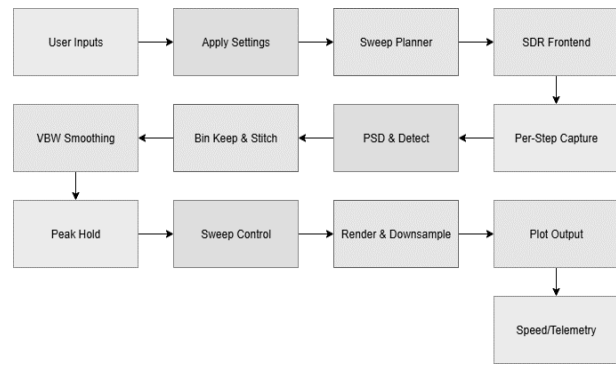 User Inputs
Apply Settings
Sweep Planner
SDR Frontend
VBW Smoothing
Bin Keep & Stitch
PSD & Detect
Per-Step Capture
Peak Hold
Sweep Control
Render & Downsample
Plot Output
Speed/Telemetry